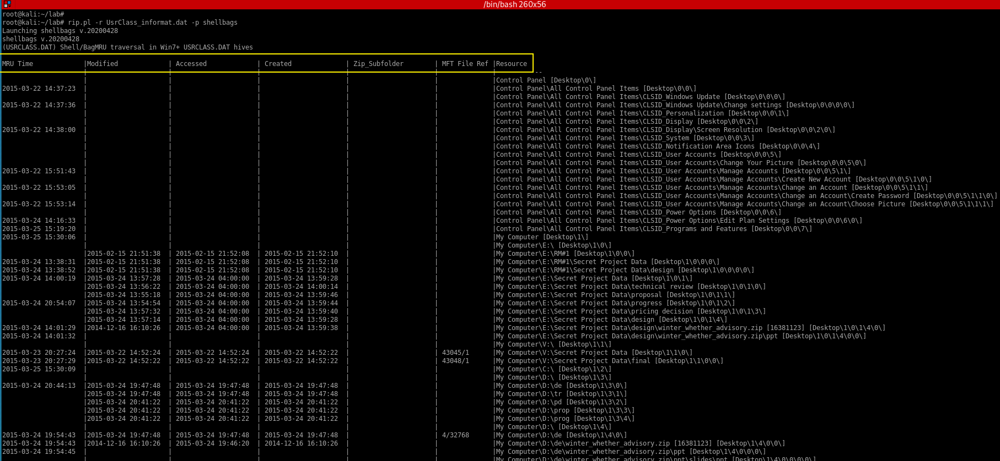 /bin/bash 260x56
root@kali:~/lab#
root@kali:~/lab# rip.pl -r UsrClass_informat.dat -p shellbags
Launching shellbags v.20200428
shellbags v.20200428
(USRCLASS.DAT) Shell/BagMRU traversal in Win7+ USRCLASS.DAT hives
MRU Time |Modified | Accessed | Created | Zip_Subfolder | MFT File Ref |Resource
| | | | | | --
| | | | | |Control Panel [Desktop\0\]
2015-03-22 14:37:23 | | | | | |Control Panel\All Control Panel Items [Desktop\0\0\]
| | | | | |Control Panel\All Control Panel Items\CLSID_Windows Update [Desktop\0\0\0\]
2015-03-22 14:37:36 | | | | | |Control Panel\All Control Panel Items\CLSID_Windows Update\Change settings [Desktop\0\0\0\0\]
| | | | | |Control Panel\All Control Panel Items\CLSID_Personalization [Desktop\0\0\1\]
| | | | | |Control Panel\All Control Panel Items\CLSID_Display [Desktop\0\0\2\]
2015-03-22 14:38:00 | | | | | |Control Panel\All Control Panel Items\CLSID_Display\Screen Resolution [Desktop\0\0\2\0\]
| | | | | |Control Panel\All Control Panel Items\CLSID_System [Desktop\0\0\3\]
| | | | | |Control Panel\All Control Panel Items\CLSID_Notification Area Icons [Desktop\0\0\4\]
| | | | | |Control Panel\All Control Panel Items\CLSID_User Accounts [Desktop\0\0\5\]
| | | | | |Control Panel\All Control Panel Items\CLSID_User Accounts\Change Your Picture [Desktop\0\0\5\0\]
2015-03-22 15:51:43 | | | | | |Control Panel\All Control Panel Items\CLSID_User Accounts\Manage Accounts [Desktop\0\0\5\1\]
| | | | | |Control Panel\All Control Panel Items\CLSID_User Accounts\Manage Accounts\Create New Account [Desktop\0\0\5\1\0\]
2015-03-22 15:53:05 | | | | | |Control Panel\All Control Panel Items\CLSID_User Accounts\Manage Accounts\Change an Account [Desktop\0\0\5\1\1\]
| | | | | |Control Panel\All Control Panel Items\CLSID_User Accounts\Manage Accounts\Change an Account\Create Password [Desktop\0\0\5\1\1\0\]
2015-03-22 15:53:14 | | | | | |Control Panel\All Control Panel Items\CLSID_User Accounts\Manage Accounts\Change an Account\Choose Picture [Desktop\0\0\5\1\1\1\]
| | | | | |Control Panel\All Control Panel Items\CLSID_Power Options [Desktop\0\0\6\]
2015-03-24 14:16:33 | | | | | |Control Panel\All Control Panel Items\CLSID_Power Options\Edit Plan Settings [Desktop\0\0\6\0\]
2015-03-25 15:19:20 | | | | | |Control Panel\All Control Panel Items\CLSID_Programs and Features [Desktop\0\0\7\]
2015-03-25 15:30:06 | | | | | |My Computer [Desktop\1\]
| | | | | |My Computer\E:\ [Desktop\1\0\]
|2015-02-15 21:51:38 | 2015-02-15 21:52:08 | 2015-02-15 21:52:10 | | |My Computer\E:\RM#1 [Desktop\1\0\0\]
2015-03-24 13:38:31 |2015-02-15 21:51:38 | 2015-02-15 21:52:08 | 2015-02-15 21:52:10 | | |My Computer\E:\RM#1\Secret Project Data [Desktop\1\0\0\0\]
2015-03-24 13:38:52 |2015-02-15 21:51:38 | 2015-02-15 21:52:08 | 2015-02-15 21:52:10 | | |My Computer\E:\RM#1\Secret Project Data\design [Desktop\1\0\0\0\0\]
2015-03-24 14:00:19 |2015-03-24 13:57:28 | 2015-03-24 04:00:00 | 2015-03-24 13:59:28 | | |My Computer\E:\Secret Project Data [Desktop\1\0\1\]
|2015-03-24 13:56:22 | 2015-03-24 04:00:00 | 2015-03-24 14:00:14 | | |My Computer\E:\Secret Project Data\technical review [Desktop\1\0\1\0\]
|2015-03-24 13:55:18 | 2015-03-24 04:00:00 | 2015-03-24 13:59:46 | | |My Computer\E:\Secret Project Data\proposal [Desktop\1\0\1\1\]
2015-03-24 20:54:07 |2015-03-24 13:54:54 | 2015-03-24 04:00:00 | 2015-03-24 13:59:44 | | |My Computer\E:\Secret Project Data\progress [Desktop\1\0\1\2\]
|2015-03-24 13:57:32 | 2015-03-24 04:00:00 | 2015-03-24 13:59:40 | | |My Computer\E:\Secret Project Data\pricing decision [Desktop\1\0\1\3\]
|2015-03-24 13:57:14 | 2015-03-24 04:00:00 | 2015-03-24 13:59:28 | | |My Computer\E:\Secret Project Data\design [Desktop\1\0\1\4\]
2015-03-24 14:01:29 |2014-12-16 16:10:26 | 2015-03-24 04:00:00 | 2015-03-24 13:59:38 | | |My Computer\E:\Secret Project Data\design\winter_whether_advisory.zip [16381123] [Desktop\1\0\1\4\0\]
2015-03-24 14:01:32 | | | | | |My Computer\E:\Secret Project Data\design\winter_whether_advisory.zip\ppt [Desktop\1\0\1\4\0\0\]
| | | | | |My Computer\V:\ [Desktop\1\1\]
2015-03-23 20:27:24 |2015-03-22 14:52:24 | 2015-03-22 14:52:24 | 2015-03-22 14:52:22 | | 43045/1 |My Computer\V:\Secret Project Data [Desktop\1\1\0\]
2015-03-23 20:27:29 |2015-03-22 14:52:22 | 2015-03-22 14:52:22 | 2015-03-22 14:52:22 | | 43048/1 |My Computer\V:\Secret Project Data\final [Desktop\1\1\0\0\]
2015-03-25 15:30:09 | | | | | |My Computer\C:\ [Desktop\1\2\]
| | | | | |My Computer\D:\ [Desktop\1\3\]
2015-03-24 20:44:13 |2015-03-24 19:47:48 | 2015-03-24 19:47:48 | 2015-03-24 19:47:48 | | |My Computer\D:\de [Desktop\1\3\0\]
|2015-03-24 19:47:48 | 2015-03-24 19:47:48 | 2015-03-24 19:47:48 | | |My Computer\D:\tr [Desktop\1\3\1\]
|2015-03-24 20:41:22 | 2015-03-24 20:41:22 | 2015-03-24 20:41:22 | | |My Computer\D:\pd [Desktop\1\3\2\]
|2015-03-24 20:41:22 | 2015-03-24 20:41:22 | 2015-03-24 20:41:22 | | |My Computer\D:\prop [Desktop\1\3\3\]
|2015-03-24 20:41:22 | 2015-03-24 20:41:22 | 2015-03-24 20:41:22 | | |My Computer\D:\prog [Desktop\1\3\4\]
| | | | | |My Computer\D:\ [Desktop\1\4\]
2015-03-24 19:54:43 |2015-03-24 19:47:48 | 2015-03-24 19:47:48 | 2015-03-24 19:47:48 | | 4/32768 |My Computer\D:\de [Desktop\1\4\0\]
2015-03-24 19:54:43 |2014-12-16 16:10:26 | 2015-03-24 19:46:20 | 2014-12-16 16:10:26 | | |My Computer\D:\de\winter_whether_advisory.zip [16381123] [Desktop\1\4\0\0\]
2015-03-24 19:54:45 | | | | | |My Computer\D:\de\winter_whether_advisory.zip\ppt [Desktop\1\4\0\0\0\]
| | | | | |My Computer\D:\de\winter_whether_advisory.zip\ppt\slides\ppt [Desktop\1\4\0\0\0\0\]